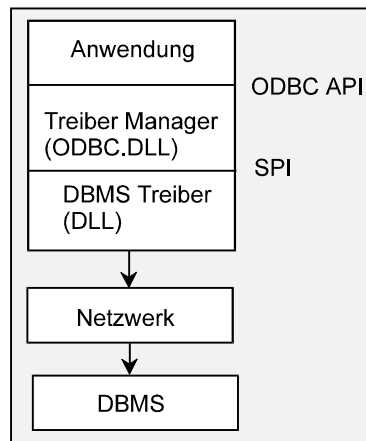 Anwendung
ODBC API
Treiber Manager
(ODBC.DLL)
SPI
DBMS Treiber
(DLL)
Netzwerk
DBMS